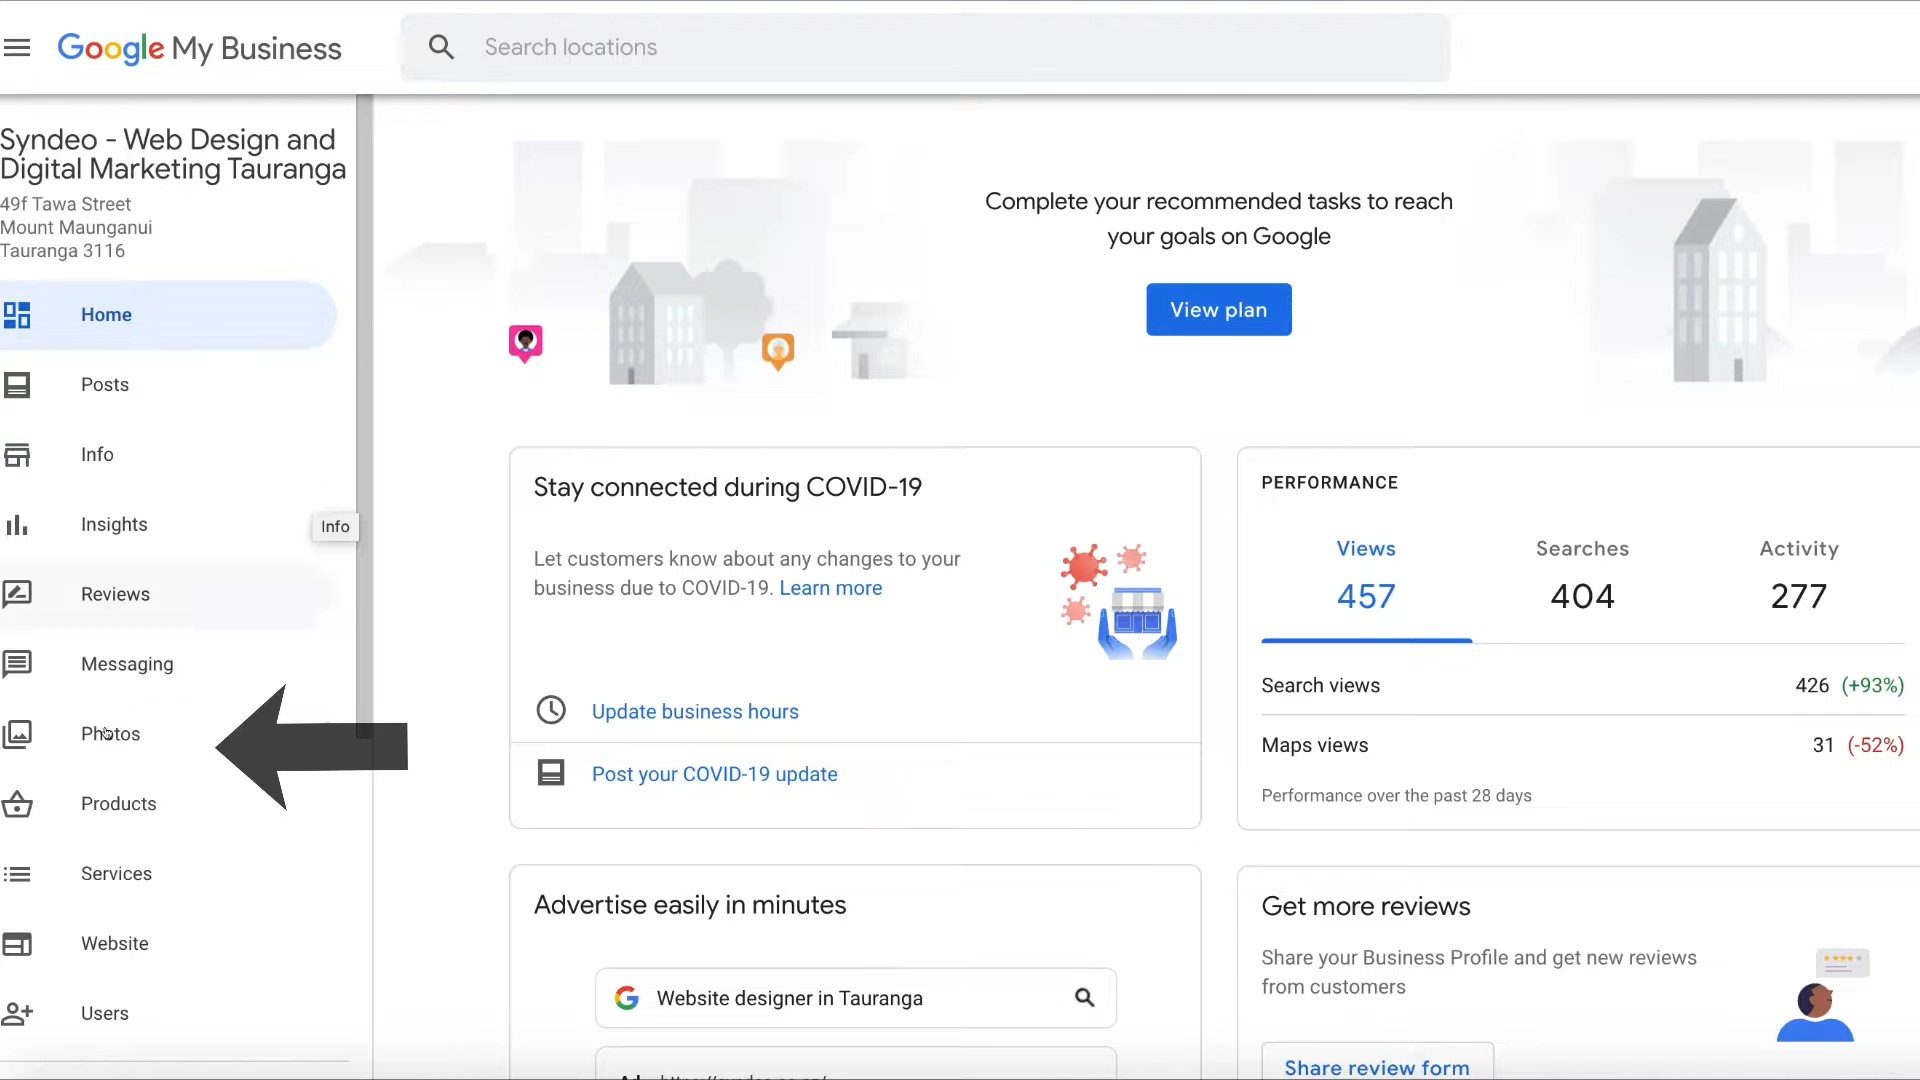 Google My Business
Search locations
Syndeo - Web Design and
Digital Marketing Tauranga
49f Tawa Street
Mount Maunganui
Tauranga 3116
Home
Posts
Info
Insights
Info
Reviews
Messaging
Photos
Products
Services
Website
Users
Complete your recommended tasks to reach
your goals on Google
View plan
Stay connected during COVID-19
Let customers know about any changes to your
business due to COVID-19. Learn more
Update business hours
Post your COVID-19 update
PERFORMANCE
Views Searches Activity
457 404 277
Search views 426 (+93%)
Maps views 31 (-52%)
Performance over the past 28 days
Advertise easily in minutes
Website designer in Tauranga
Get more reviews
Share your Business Profile and get new reviews
from customers
Share review form